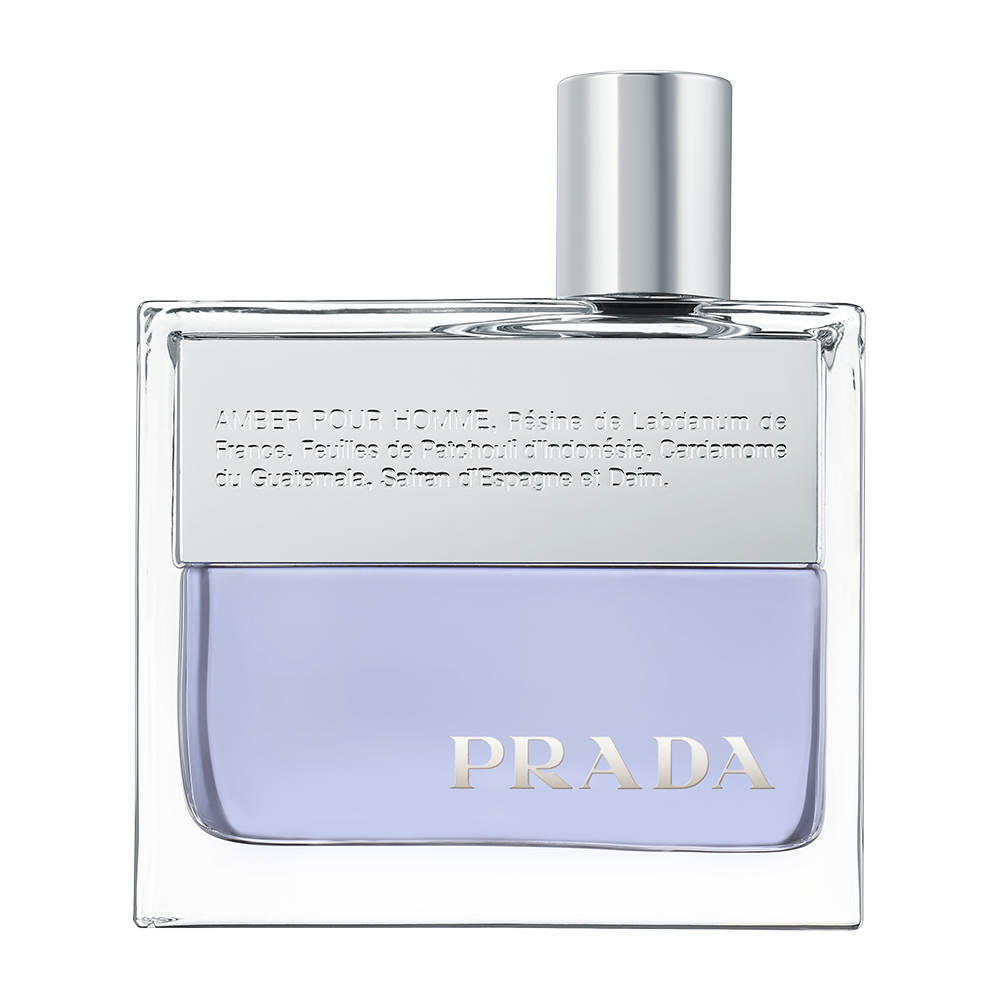 AMBER POUR HOMME, Résine de Labdanum de
France, Feuilles de Patchouli d'Indonésie, Cardamome
du Guatemala, Safran d'Espagne et Daim.
PRADA